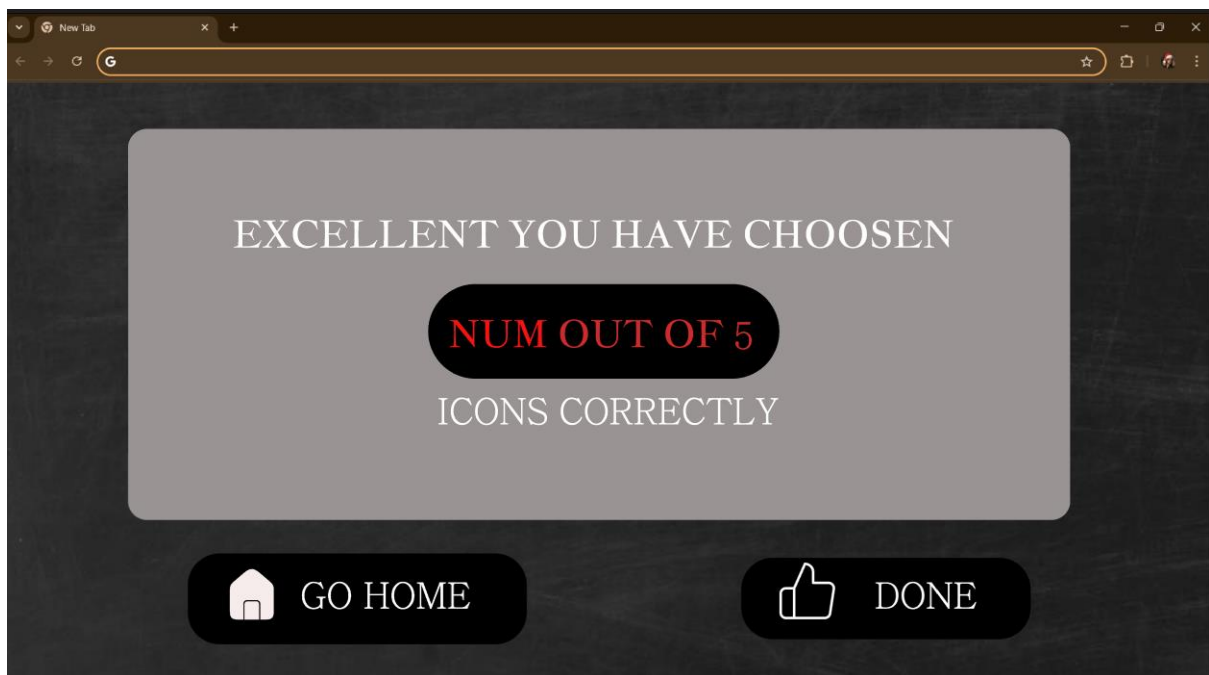 New Tab
G
EXCELLENT YOU HAVE CHOOSEN
NUM OUT OF 5
ICONS CORRECTLY
GO HOME
DONE